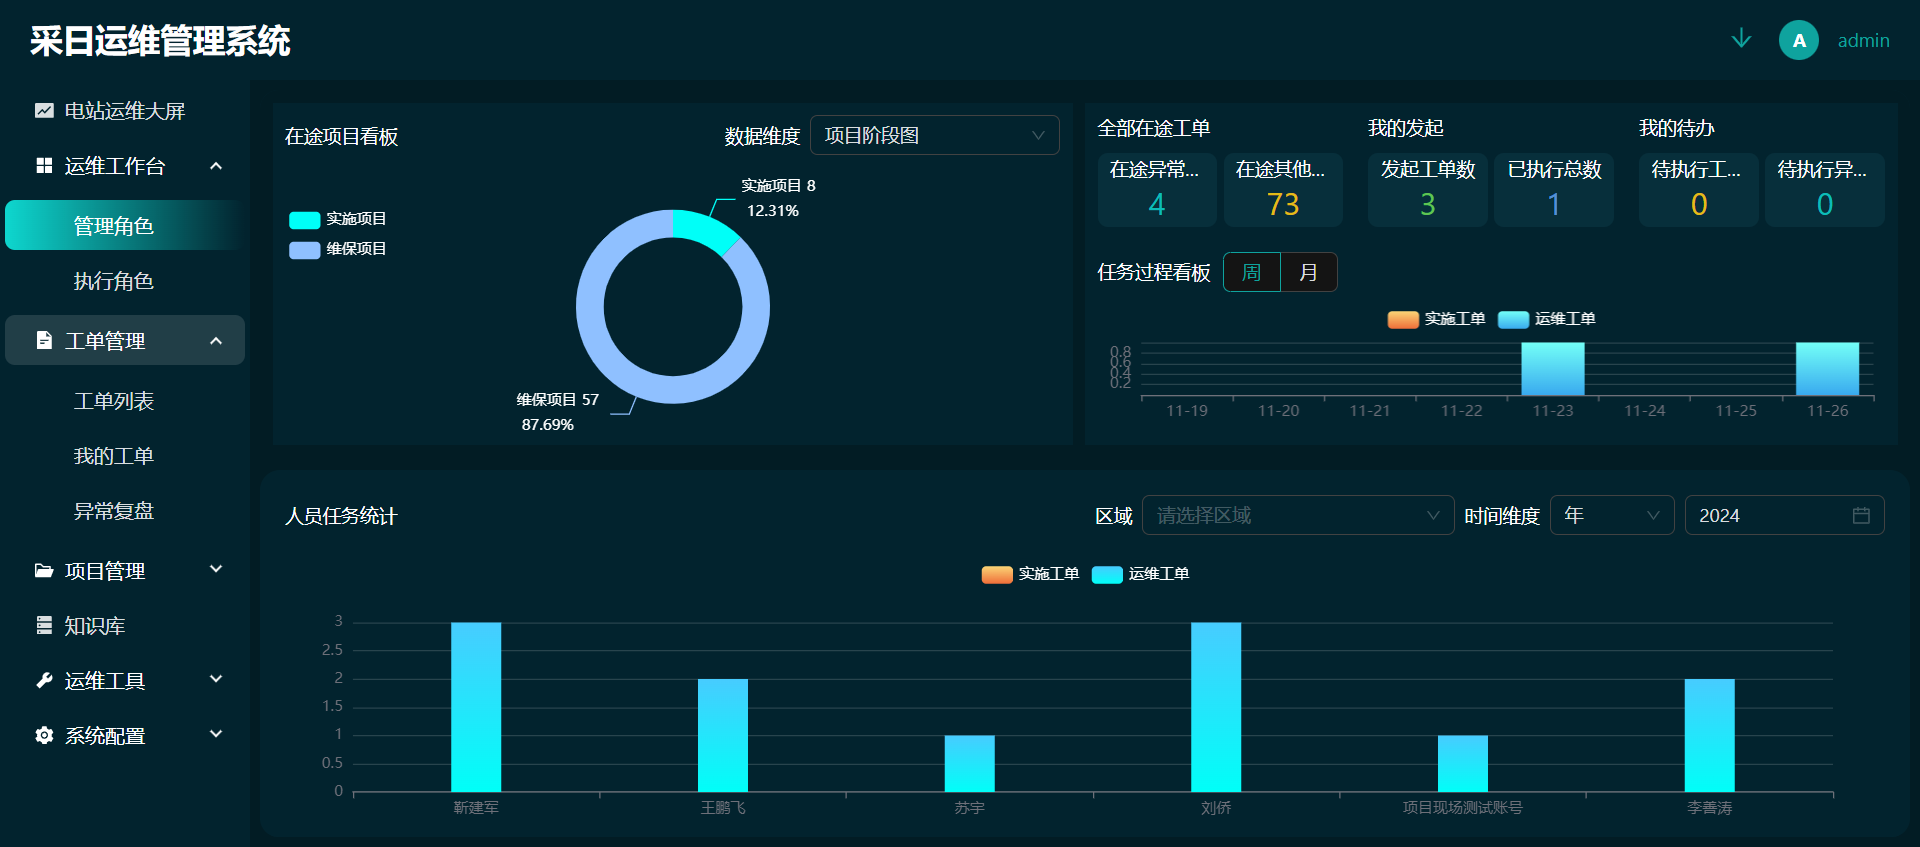 采日运维管理系统
A
admin
电站运维大屏
运维工作台
管理角色
执行角色
工单管理
工单列表
我的工单
异常复盘
项目管理
知识库
运维工具
系统配置
在途项目看板
数据维度
项目阶段图
实施项目
维保项目
实施项目 8
12.31%
维保项目 57
87.69%
全部在途工单
在途异常...
4
在途其他...
73
我的发起
发起工单数
3
已执行总数
1
我的待办
待执行工...
0
待执行异...
0
任务过程看板
周
月
实施工单
运维工单
0.8
0.6
0.4
0.2
11-19
11-20
11-21
11-22
11-23
11-24
11-25
11-26
人员任务统计
区域
请选择区域
时间维度
年
2024
实施工单
运维工单
3
2.5
2
1.5
1
0.5
0
靳建军
王鹏飞
苏宇
刘侨
项目现场测试账号
李善涛